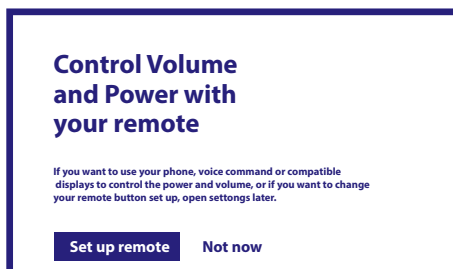 Control Volume
and Power with
your remote
If you want to use your phone, voice command or compatible
displays to control the power and volume, or if you want to change
your remote button set up, open settongs later.
Set up remote Not now